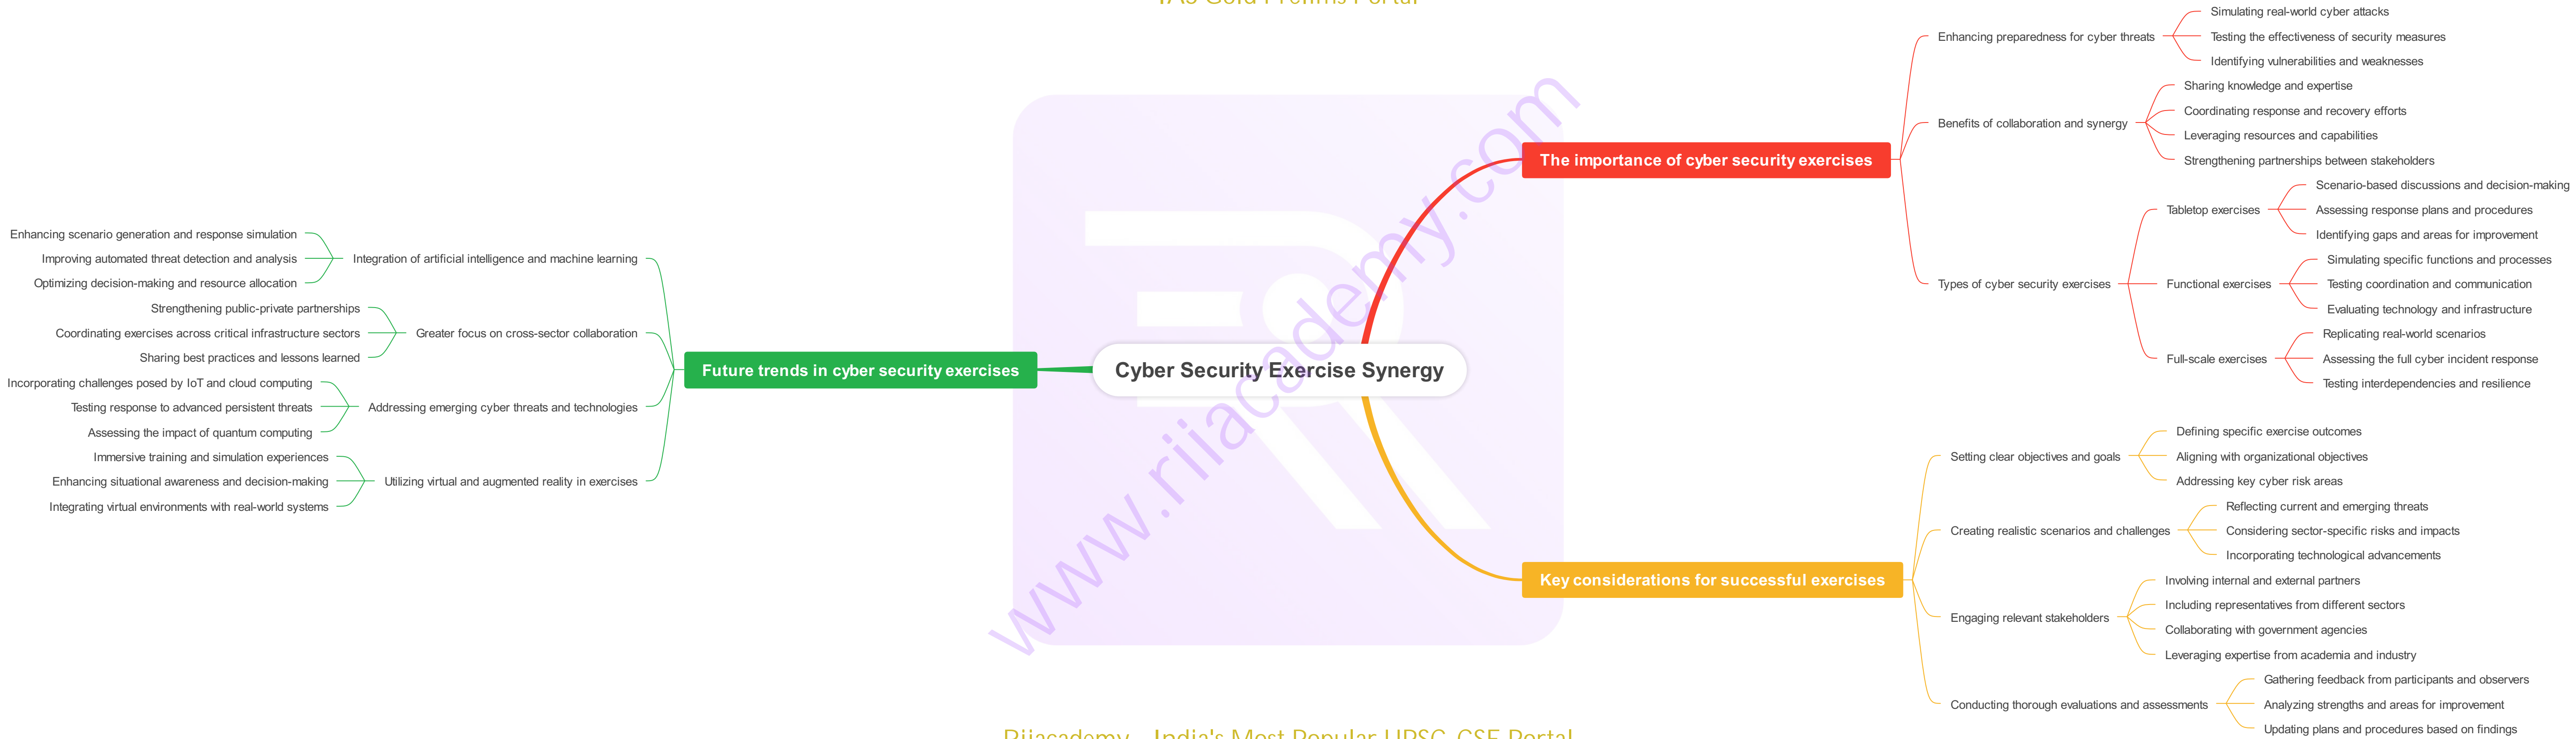 IAS Gold Prelims Portal
Cyber Security Exercise Synergy
The importance of cyber security exercises
Enhancing preparedness for cyber threats
Simulating real-world cyber attacks
Testing the effectiveness of security measures
Identifying vulnerabilities and weaknesses
Benefits of collaboration and synergy
Sharing knowledge and expertise
Coordinating response and recovery efforts
Leveraging resources and capabilities
Strengthening partnerships between stakeholders
Types of cyber security exercises
Tabletop exercises
Scenario-based discussions and decision-making
Assessing response plans and procedures
Identifying gaps and areas for improvement
Functional exercises
Simulating specific functions and processes
Testing coordination and communication
Evaluating technology and infrastructure
Full-scale exercises
Replicating real-world scenarios
Assessing the full cyber incident response
Testing interdependencies and resilience
Key considerations for successful exercises
Setting clear objectives and goals
Defining specific exercise outcomes
Aligning with organizational objectives
Addressing key cyber risk areas
Creating realistic scenarios and challenges
Reflecting current and emerging threats
Considering sector-specific risks and impacts
Incorporating technological advancements
Engaging relevant stakeholders
Involving internal and external partners
Including representatives from different sectors
Collaborating with government agencies
Leveraging expertise from academia and industry
Conducting thorough evaluations and assessments
Gathering feedback from participants and observers
Analyzing strengths and areas for improvement
Updating plans and procedures based on findings
Future trends in cyber security exercises
Integration of artificial intelligence and machine learning
Enhancing scenario generation and response simulation
Improving automated threat detection and analysis
Optimizing decision-making and resource allocation
Greater focus on cross-sector collaboration
Strengthening public-private partnerships
Coordinating exercises across critical infrastructure sectors
Sharing best practices and lessons learned
Addressing emerging cyber threats and technologies
Incorporating challenges posed by IoT and cloud computing
Testing response to advanced persistent threats
Assessing the impact of quantum computing
Utilizing virtual and augmented reality in exercises
Immersive training and simulation experiences
Enhancing situational awareness and decision-making
Integrating virtual environments with real-world systems
www.riiacademy.com
Riiacademy - India's Most Popular UPSC-CSE Portal